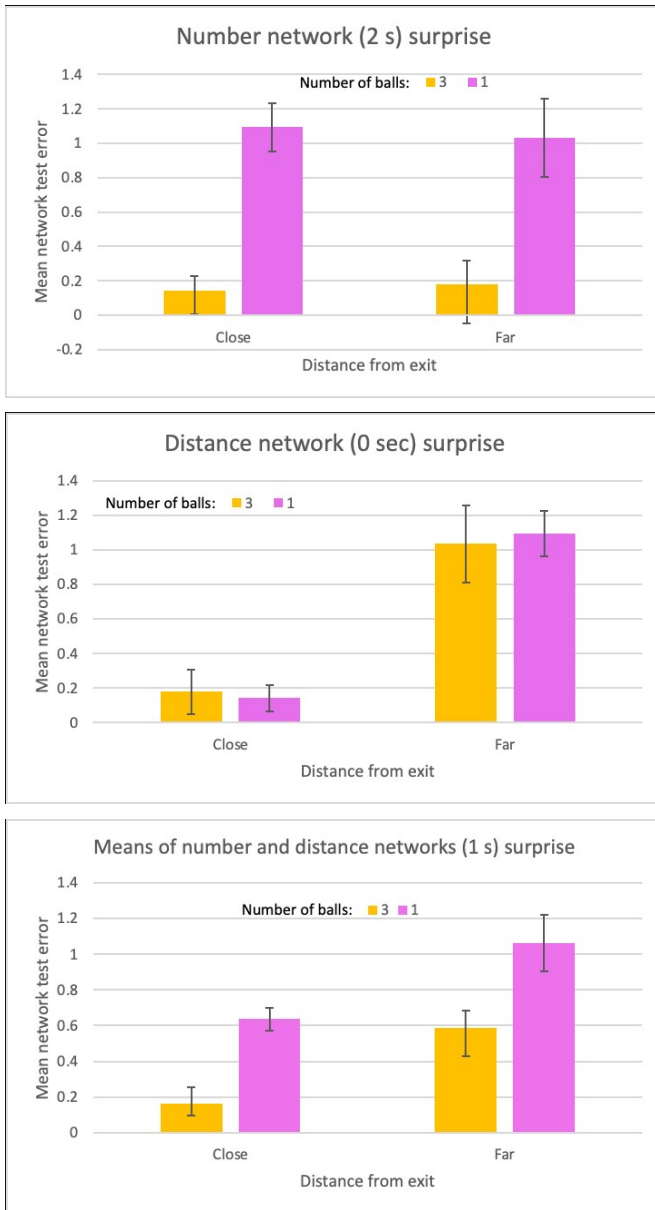 Number network (2 s) surprise
1.4
Number of balls: 3 1
1.2
1
0.8
0.6
0.4
0.2
0
-0.2
Mean network test error
Close Far
Distance from exit
Distance network (0 sec) surprise
1.4
Number of balls: 3 1
1.2
1
0.8
0.6
0.4
0.2
0
Mean network test error
Close Far
Distance from exit
Means of number and distance networks (1 s) surprise
1.4
Number of balls: 3 1
1.2
1
0.8
0.6
0.4
0.2
0
Mean network test error
Close Far
Distance from exit